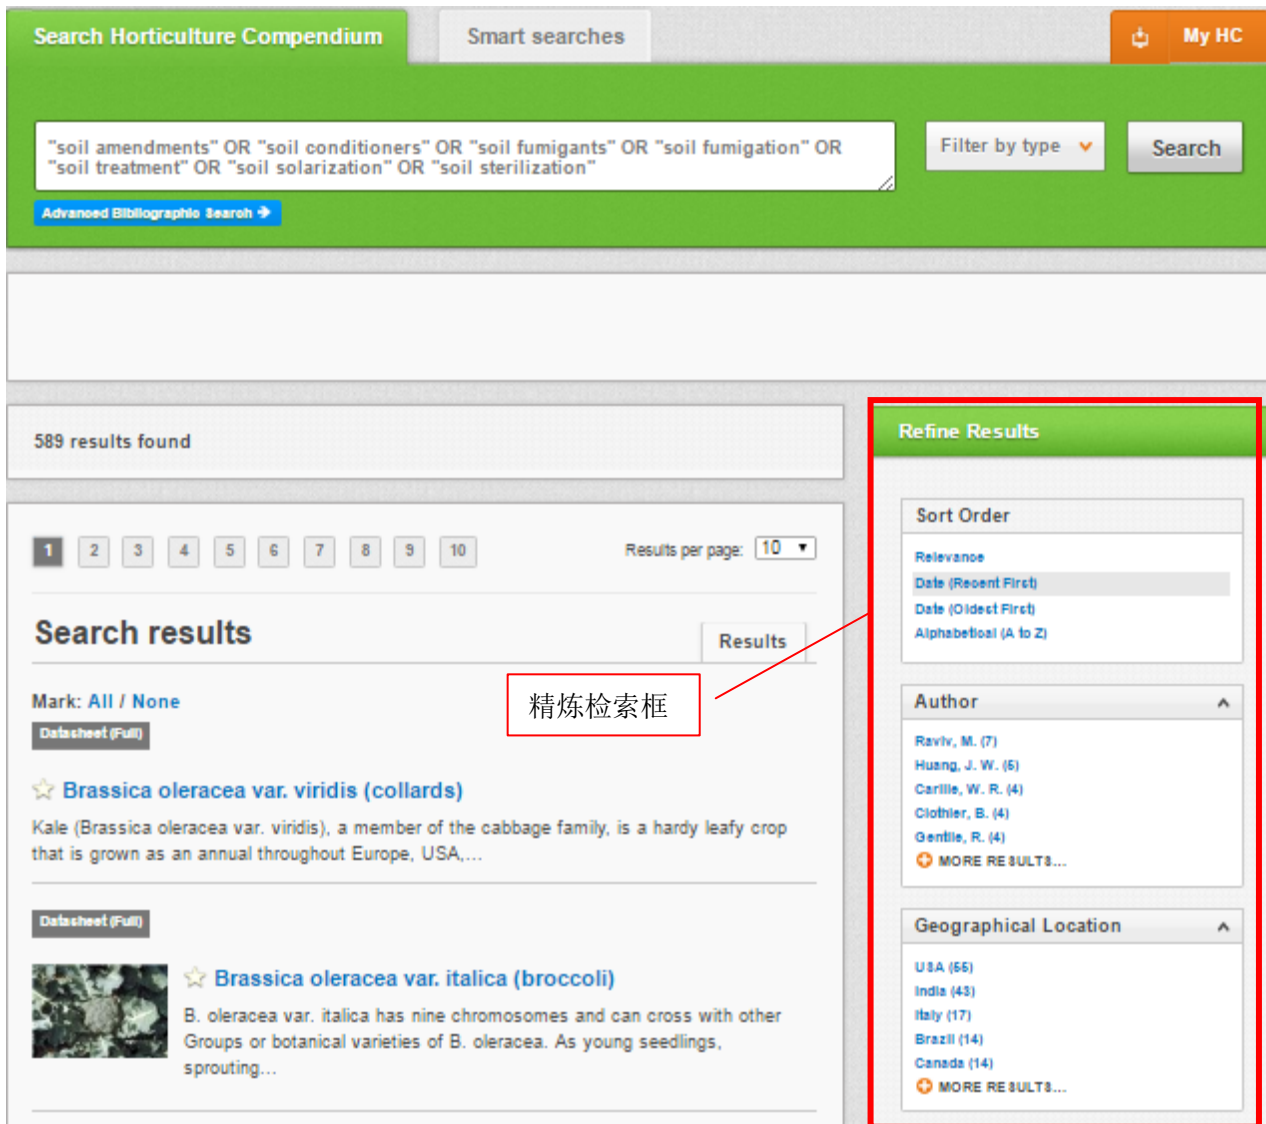 Search Horticulture Compendium
Smart searches
My HC
"soil amendments" OR "soil conditioners" OR "soil fumigants" OR "soil fumigation" OR
"soil treatment" OR "soil solarization" OR "soil sterilization"
Filter by type
Search
Advanced Bibliographic Search
589 results found
Refine Results
1 2 3 4 5 6 7 8 9 10
Results per page: 10
Search results
Results
Mark: All / None
Datasheet (Full)
Brassica oleracea var. viridis (collards)
Kale (Brassica oleracea var. viridis), a member of the cabbage family, is a hardy leafy crop
that is grown as an annual throughout Europe, USA,...
Datasheet (Full)
Brassica oleracea var. italica (broccoli)
B. oleracea var. italica has nine chromosomes and can cross with other
Groups or botanical varieties of B. oleracea. As young seedlings,
sprouting...
精炼检索框
Sort Order
Relevance
Date (Recent First)
Date (Oldest First)
Alphabetical (A to Z)
Author
Raviv, M. (7)
Huang, J. W. (5)
Carlile, W. R. (4)
Clothier, B. (4)
Gentile, R. (4)
MORE RESULTS...
Geographical Location
USA (55)
India (43)
Italy (17)
Brazil (14)
Canada (14)
MORE RESULTS...